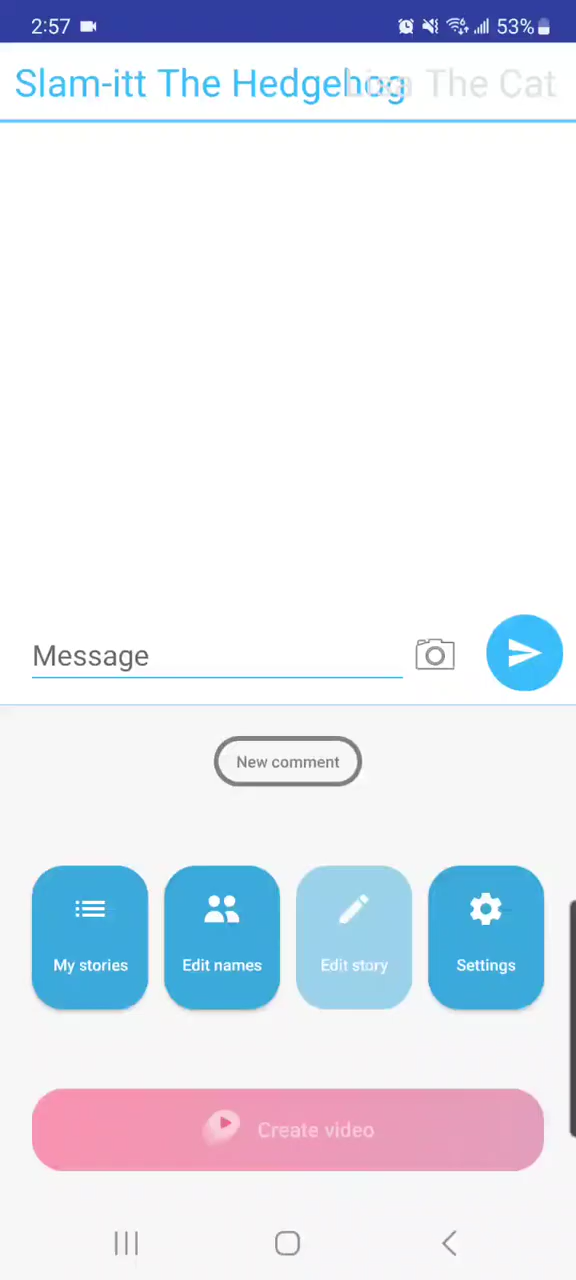 2:57 53%
Slam-itt The Hedgehog Lisa The Cat
Message
New comment
My stories Edit names Edit story Settings
Create video